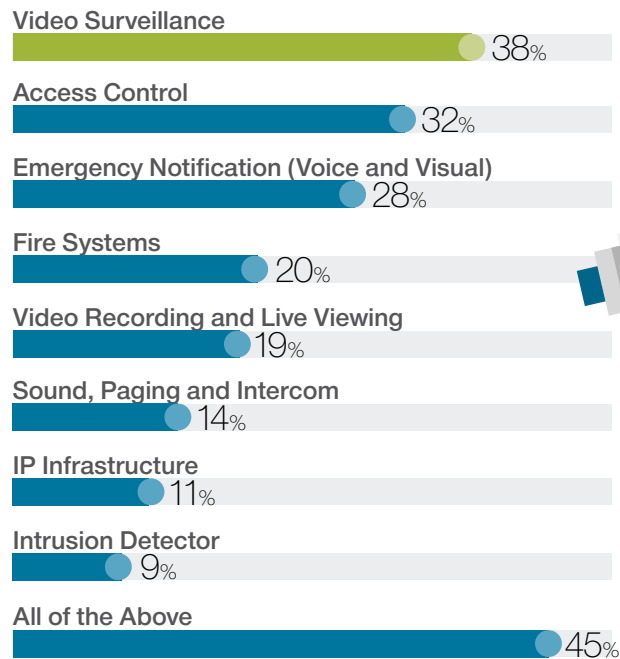 Video Surveillance
38%
Access Control
32%
Emergency Notification (Voice and Visual)
28%
Fire Systems
20%
Video Recording and Live Viewing
19%
Sound, Paging and Intercom
14%
IP Infrastructure
11%
Intrusion Detector
9%
All of the Above
45%